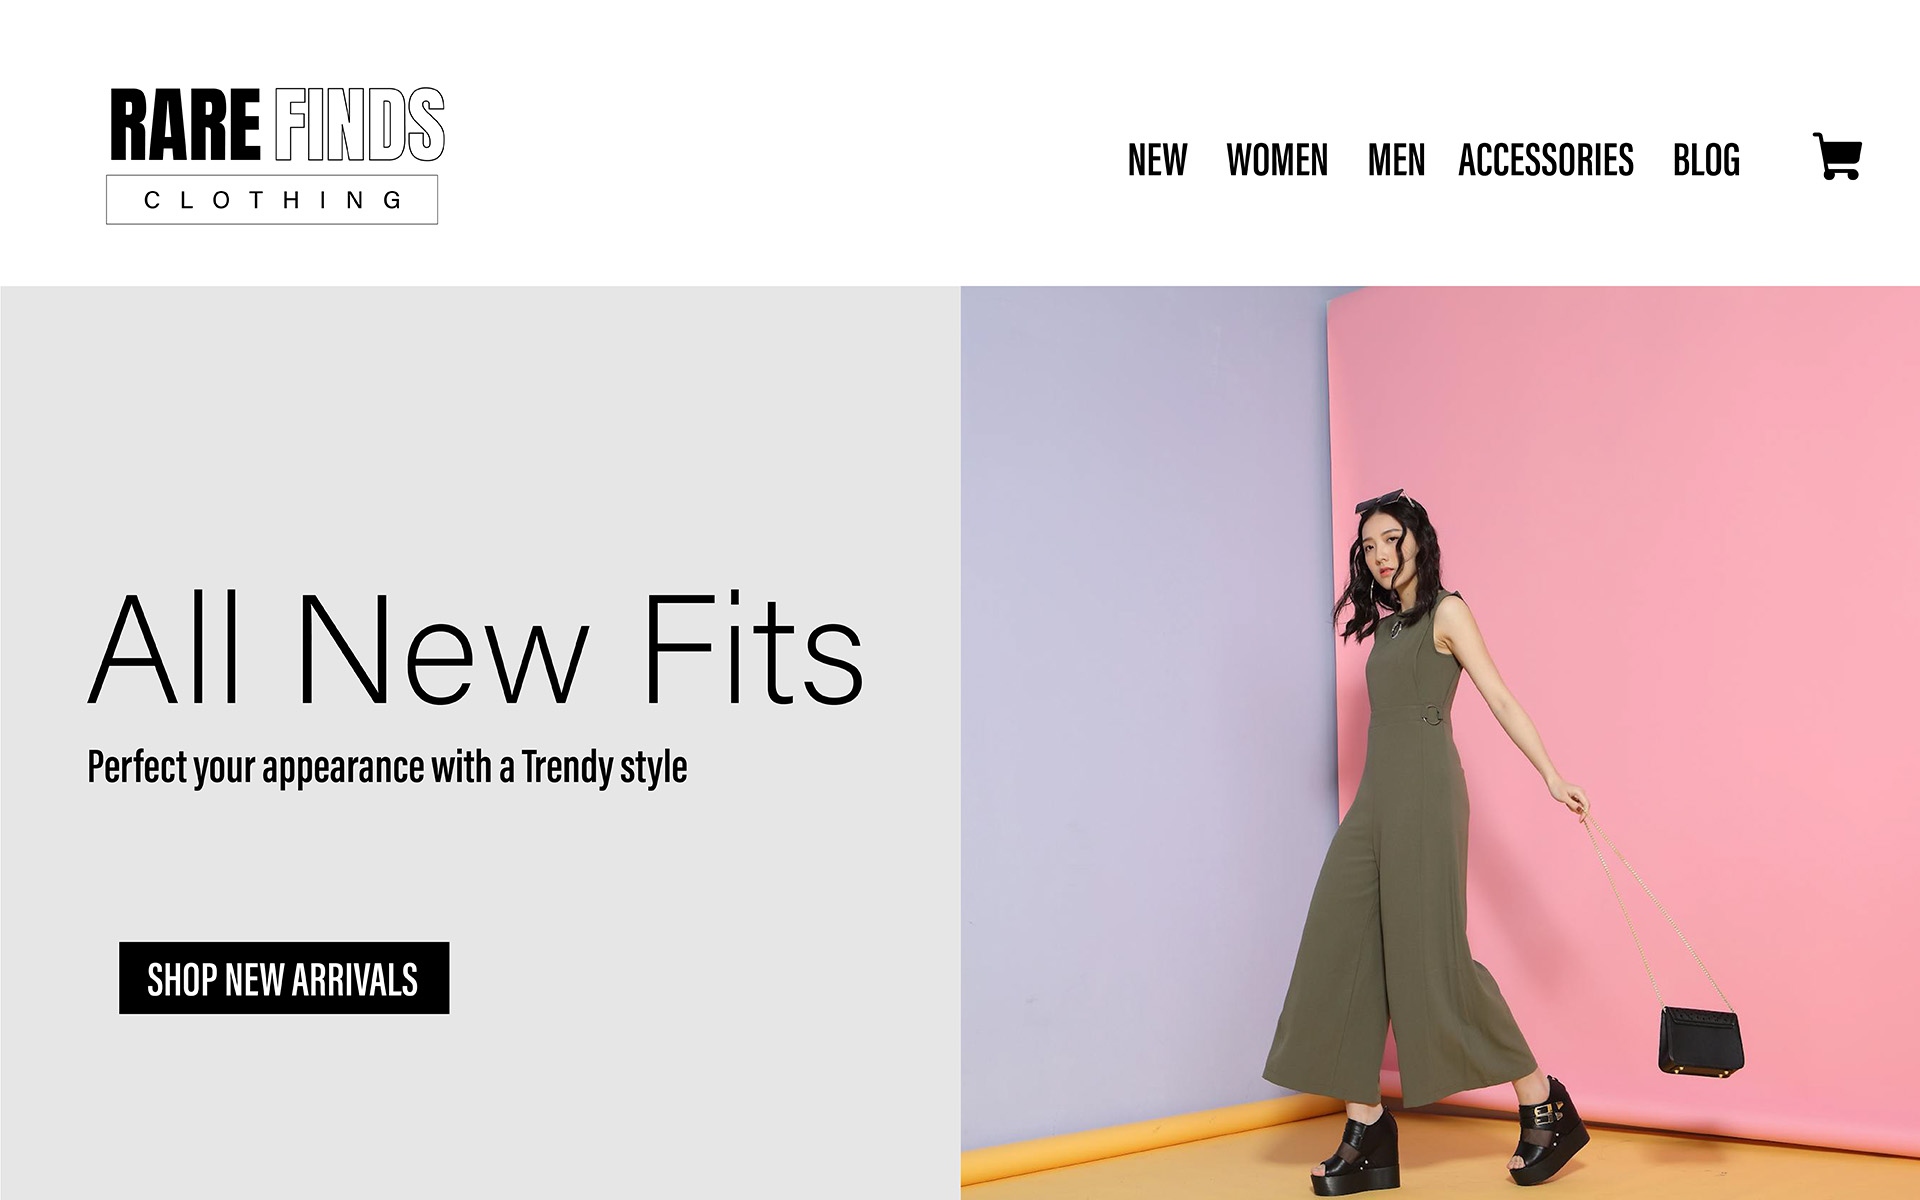 RARE FINDS
CLOTHING
NEW WOMEN MEN ACCESSORIES BLOG
All New Fits
Perfect your appearance with a Trendy style
SHOP NEW ARRIVALS